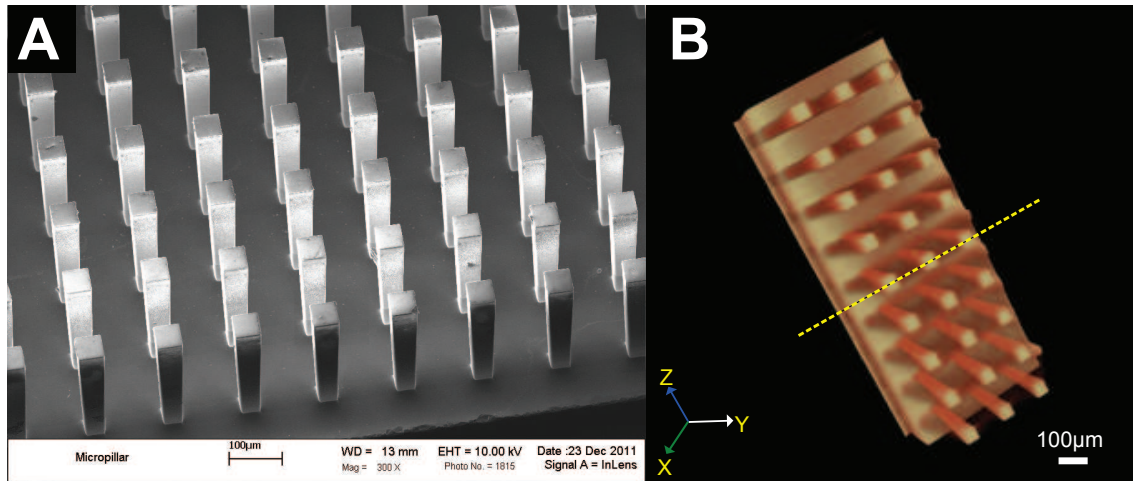 A
B
Z
Y
X
100µm
Micropillar
100µm
WD = 13 mm
EHT = 10.00 kV
Date :23 Dec 2011
Mag = 300 X
Photo No. = 1815
Signal A = InLens